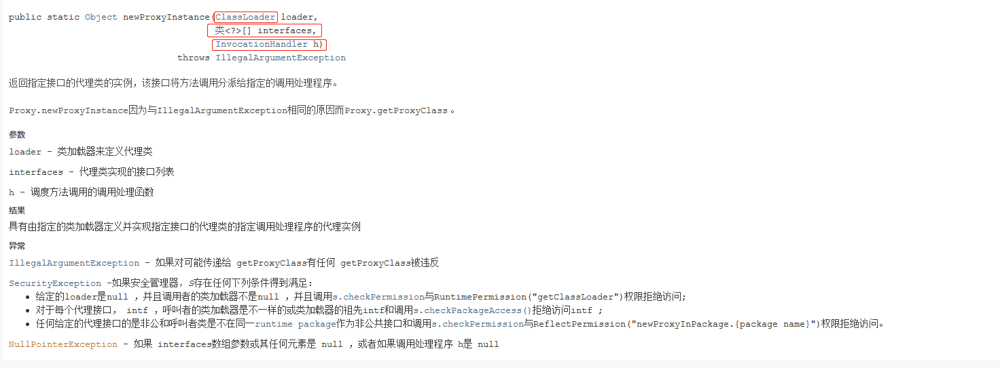 public static Object newProxyInstance(ClassLoader loader,
类<?>[] interfaces,
InvocationHandler h)
throws IllegalArgumentException
返回指定接口的代理类的实例，该接口将方法调用分派给指定的调用处理程序。
Proxy.newProxyInstance因为与IllegalArgumentException相同的原因而Proxy.getProxyClass 。
参数
loader - 类加载器来定义代理类
interfaces - 代理类实现的接口列表
h - 调度方法调用的调用处理函数
结果
具有由指定的类加载器定义并实现指定接口的代理类的指定调用处理程序的代理实例
异常
IllegalArgumentException - 如果对可能传递给 getProxyClass有任何 getProxyClass被违反
SecurityException -如果安全管理器，S存在任何下列条件得到满足：
• 给定的loader是null ，并且调用者的类加载器不是null ，并且调用s.checkPermission与RuntimePermission("getClassLoader")权限拒绝访问;
• 对于每个代理接口， intf ，呼叫者的类加载器是不一样的或类加载器的祖先intf和调用s.checkPackageAccess()拒绝访问intf ;
• 任何给定的代理接口的是非公和呼叫者类是不在同一runtime package作为非公共接口和调用s.checkPermission与ReflectPermission("newProxyInPackage.{package name}")权限拒绝访问。
NullPointerException - 如果 interfaces数组参数或其任何元素是 null ，或者如果调用处理程序 h是 null